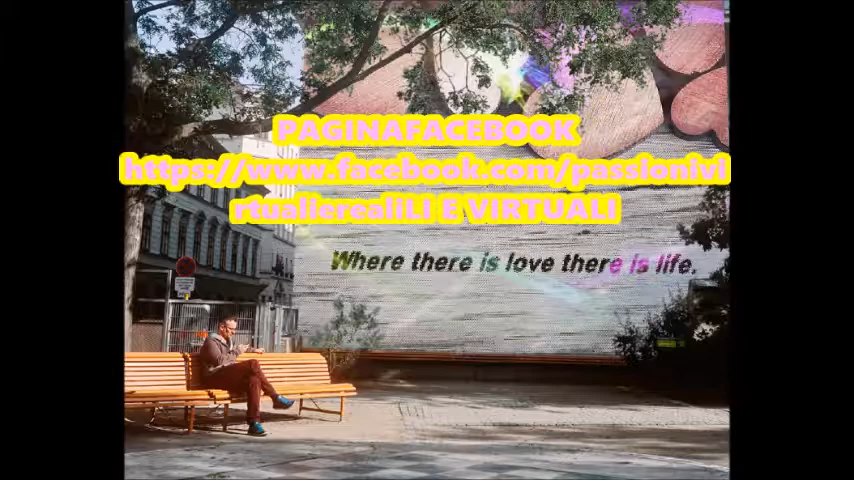 PAGINAFACEBOOK
https://www.facebook.com/passionivi
rtualierealiLI E VIRTUALI
Where there is love there is life.